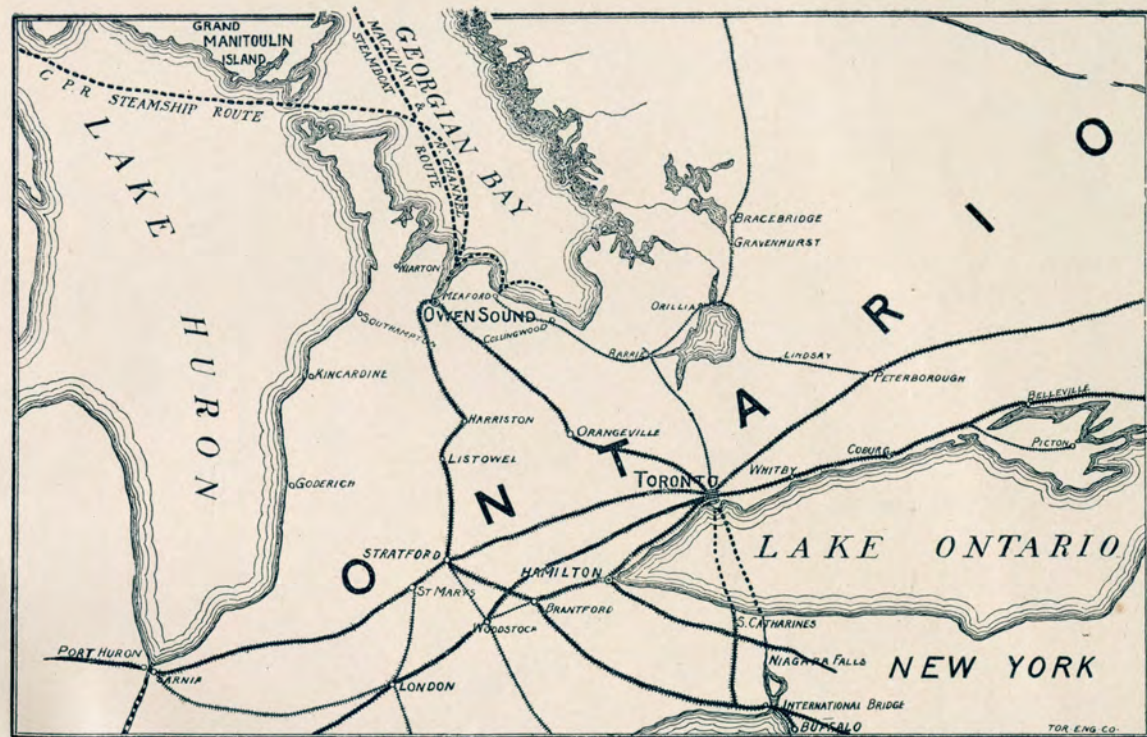 GRAND
MANITOULIN
ISLAND
C.P.R STEAMSHIP ROUTE
MACKINAW & N CHANNEL
STEAMBOAT ROUTE
GEORGIAN BAY
LAKE
HURON
ONTARIO
BRACEBRIDGE
GRAVENHURST
WIARTON
MEAFORD
OWEN SOUND
COLLINGWOOD
SOUTHAMPTON
ORILLIA
BARRIE
LINDSAY
PETERBOROUGH
KINCARDINE
HARRISTON
ORANGEVILLE
BELLEVILLE
PICTON
LISTOWEL
GODERICH
COBURG
WHITBY
TORONTO
LAKE ONTARIO
STRATFORD
HAMILTON
ST MARYS
BRANTFORD
WOODSTOCK
S. CATHARINES
PORT HURON
SARNIA
LONDON
NIAGARA FALLS
NEW YORK
INTERNATIONAL BRIDGE
BUFFALO
TOR ENG CO.